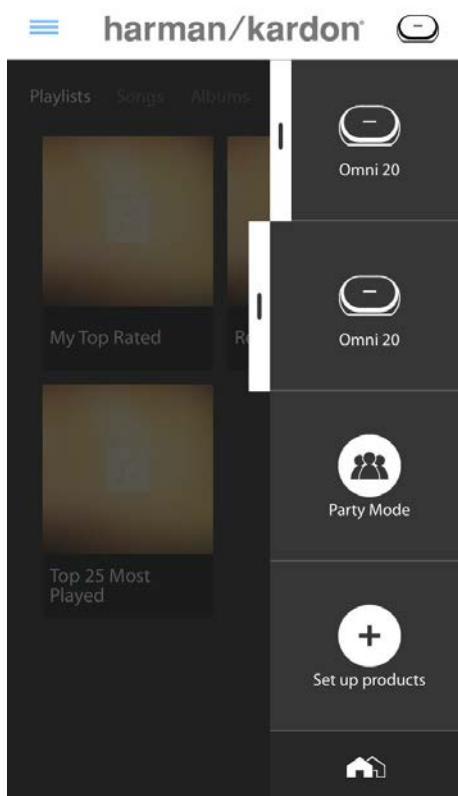 harman/kardon
Playlists Songs Albums
Omni 20
My Top Rated
Omni 20
Party Mode
Top 25 Most
Played
Set up products